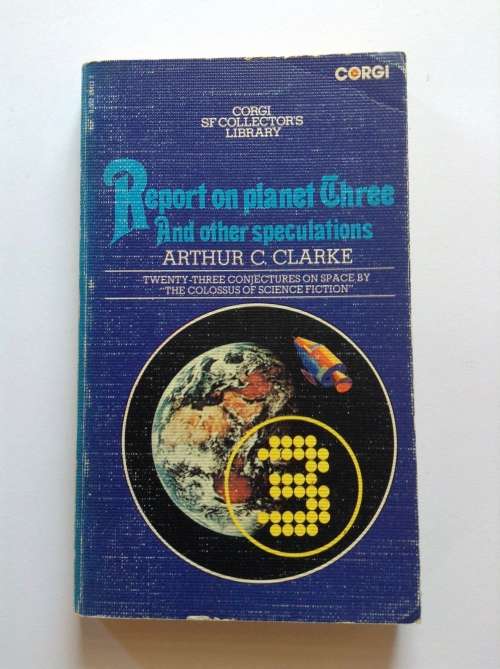 CORGI
CORGI
SF COLLECTOR'S
LIBRARY
Report on planet Three
And other speculations
ARTHUR C. CLARKE
TWENTY-THREE CONJECTURES ON SPACE BY
"THE COLOSSUS OF SCIENCE FICTION"
3